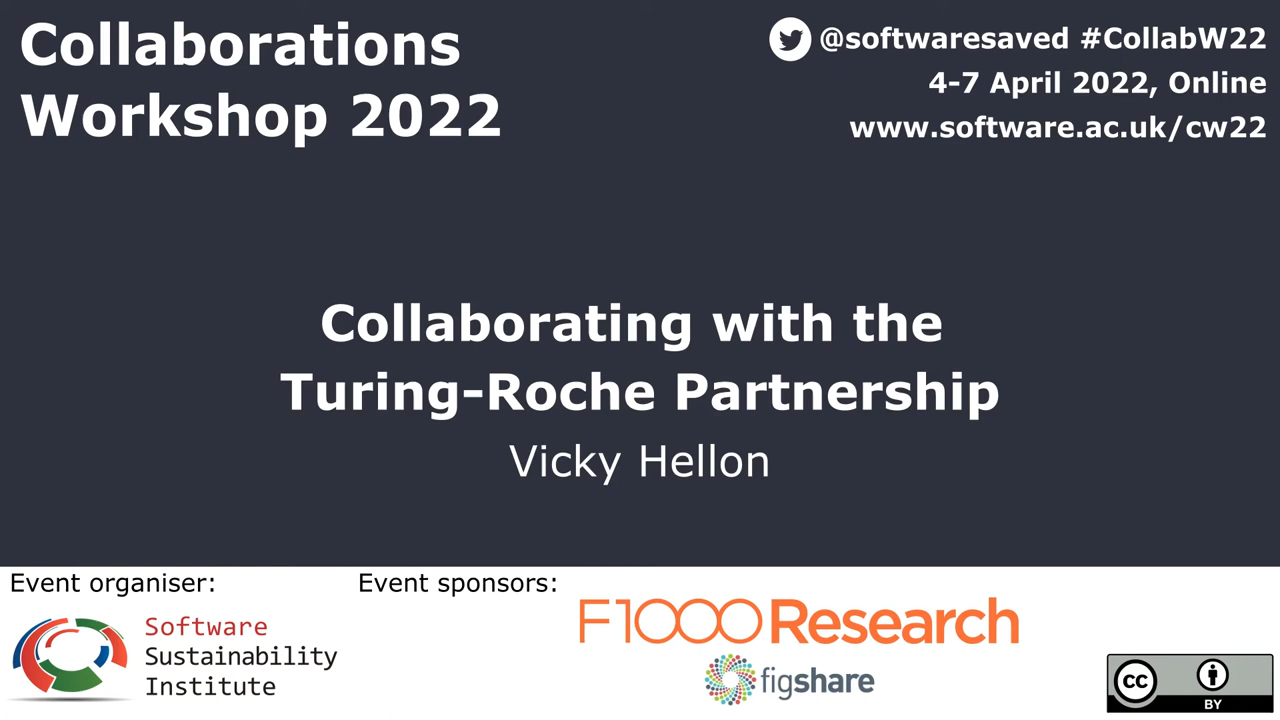 Collaborations
Workshop 2022
@softwaresaved #CollabW22
4-7 April 2022, Online
www.software.ac.uk/cw22
Collaborating with the
Turing-Roche Partnership
Vicky Hellon
Event organiser:
Software
Sustainability
Institute
Event sponsors:
F1000Research
figshare
cc
BY